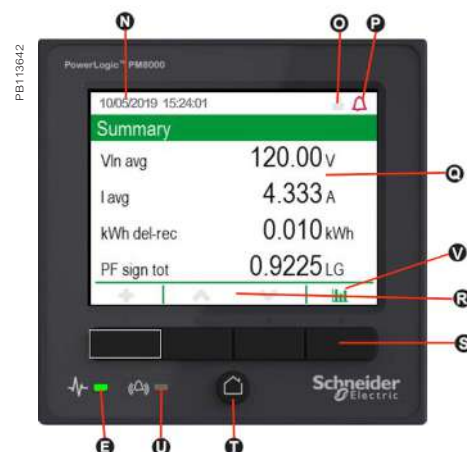 PB113642
N
O
P
PowerLogic™ PM8000
10/05/2019 15:24:01
Summary
Vln avg 120.00 V
Q
I avg 4.333 A
kWh del-rec 0.010 kWh
V
PF sign tot 0.9225 LG
R
S
Schneider
Electric
E
U
T